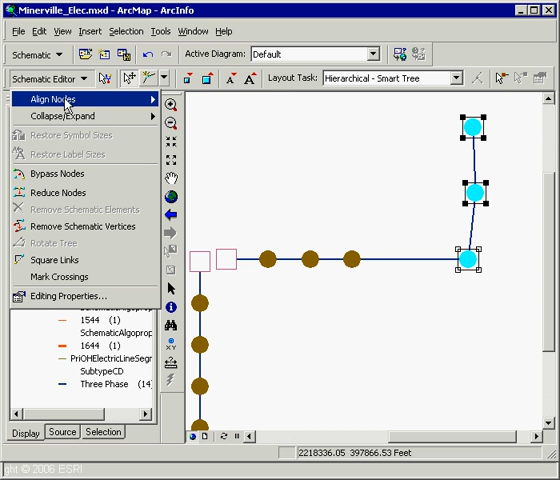 Minerville_Elec.mxd - ArcMap - ArcInfo
File Edit View Insert Selection Tools Window Help
Schematic Active Diagram: Default
Schematic Editor Layout Task: Hierarchical - Smart Tree
Align Nodes
Collapse/Expand
Restore Symbol Sizes
Restore Label Sizes
Bypass Nodes
Reduce Nodes
Remove Schematic Elements
Remove Schematic Vertices
Rotate Tree
Square Links
Mark Crossings
Editing Properties...
1544 (1)
SchematicAlgoprop
1644 (1)
PriOHElectricLineSegr
SubtypeCD
Three Phase (14)
Display Source Selection
2218336.05 397866.53 Feet
ght © 2006 ESRI